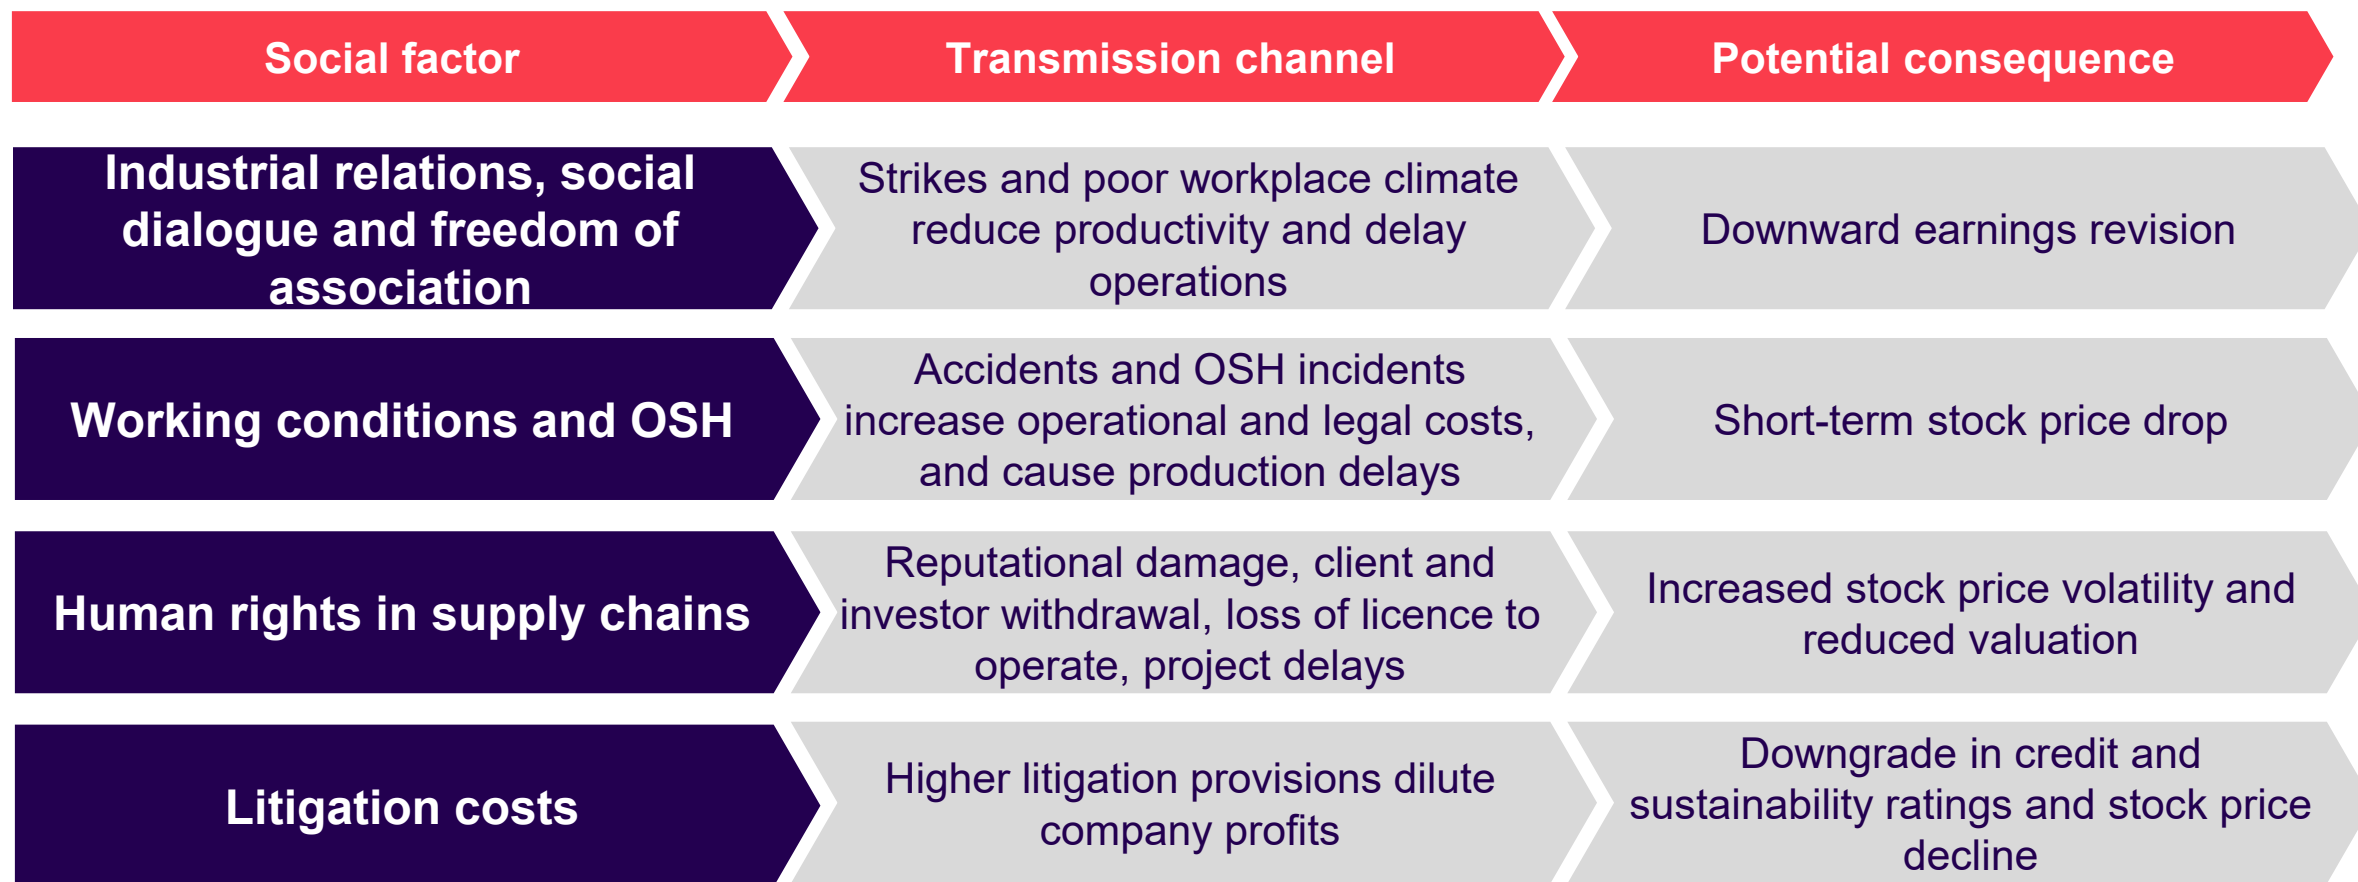 Social factor
Transmission channel
Potential consequence
Industrial relations, social
dialogue and freedom of
association
Strikes and poor workplace climate
reduce productivity and delay
operations
Downward earnings revision
Working conditions and OSH
Accidents and OSH incidents
increase operational and legal costs,
and cause production delays
Short-term stock price drop
Human rights in supply chains
Reputational damage, client and
investor withdrawal, loss of licence to
operate, project delays
Increased stock price volatility and
reduced valuation
Litigation costs
Higher litigation provisions dilute
company profits
Downgrade in credit and
sustainability ratings and stock price
decline